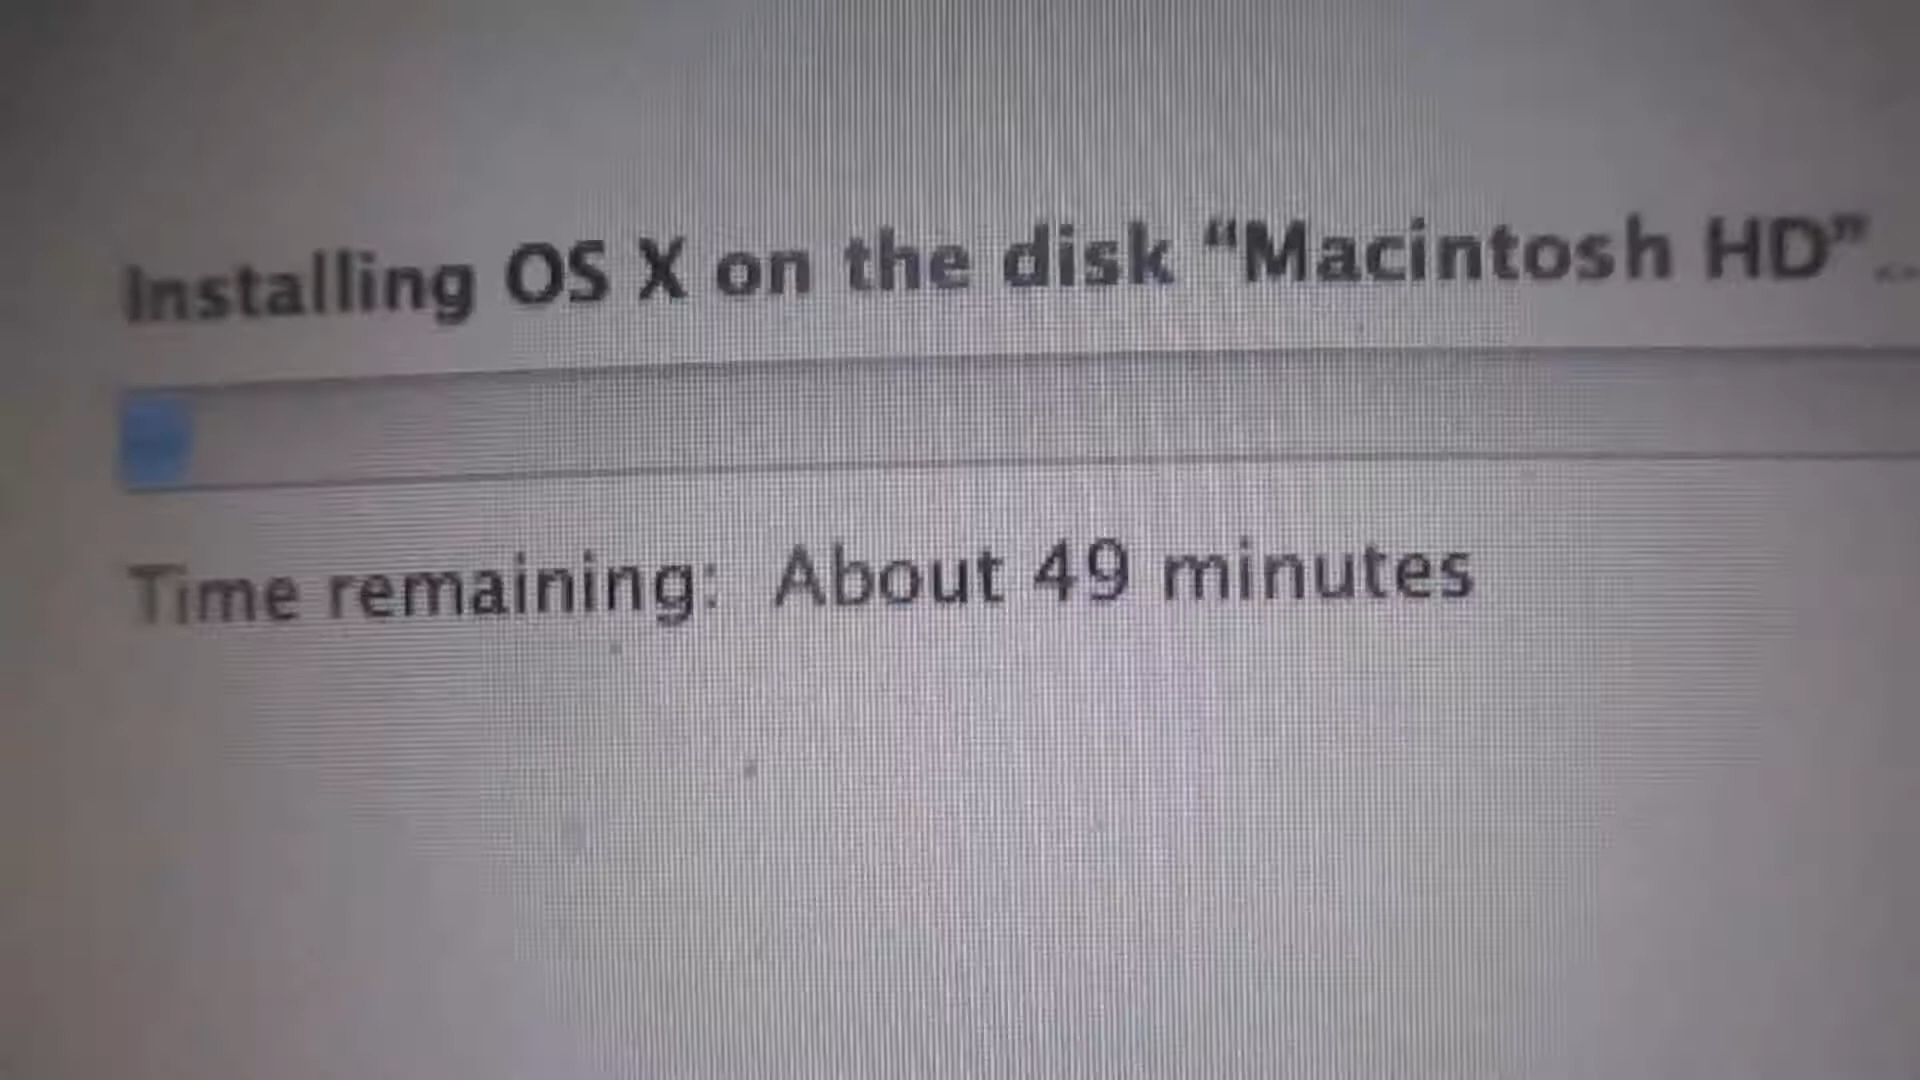 Installing OS X on the disk “Macintosh HD”...
Time remaining: About 49 minutes